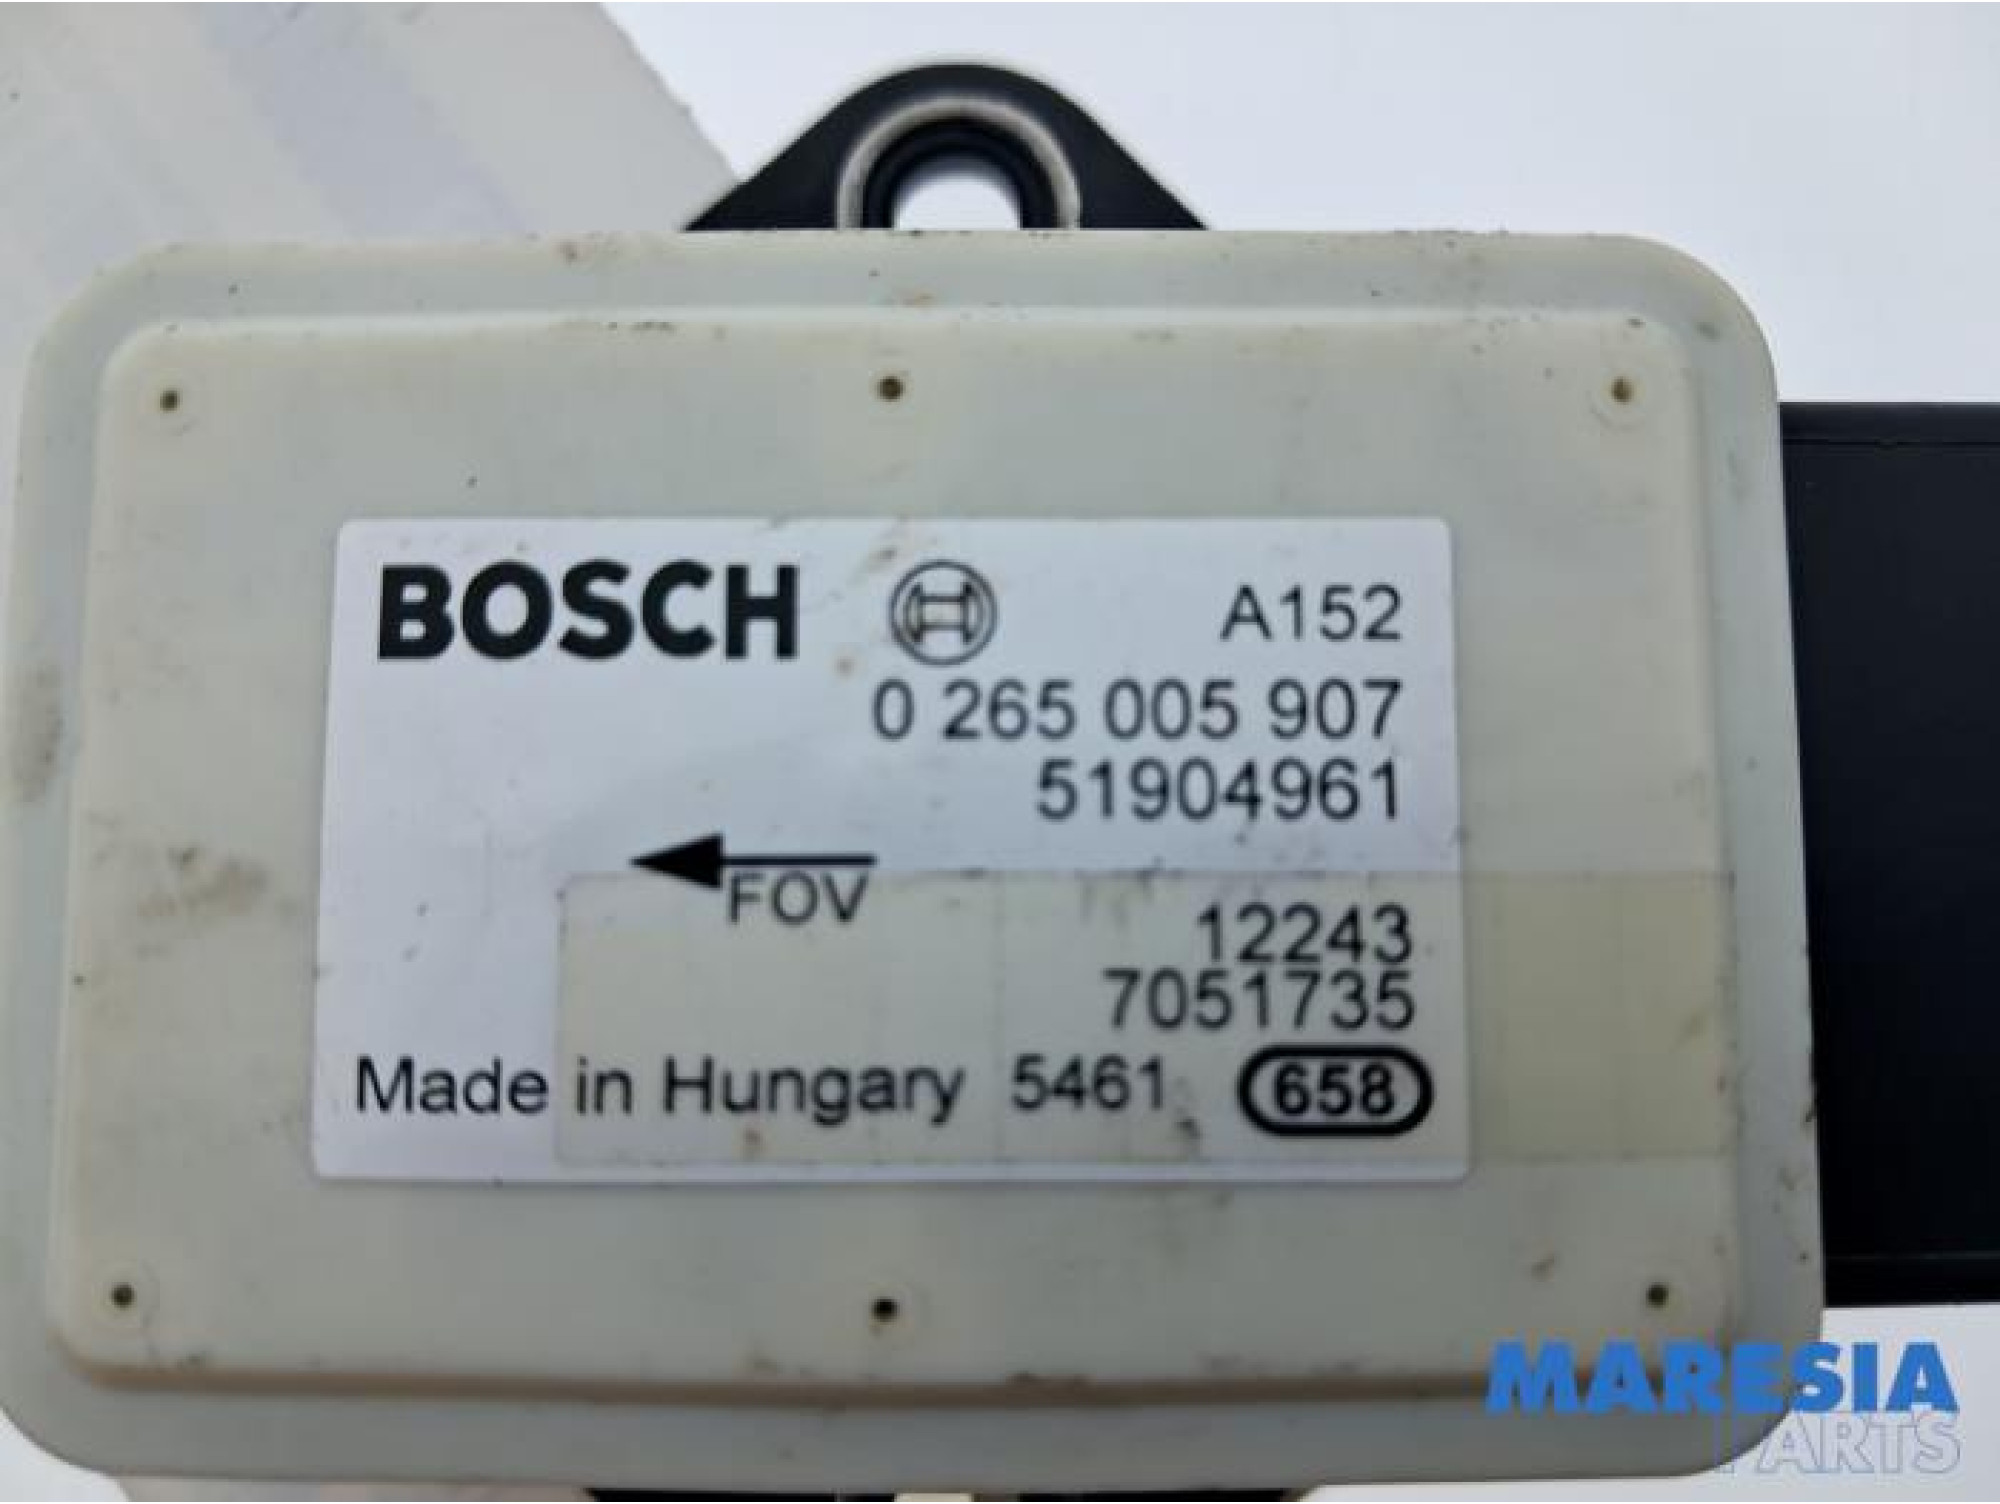 BOSCH A152
0 265 005 907
51904961
FOV
12243
7051735
Made in Hungary 5461 658
MARESIA
PARTS